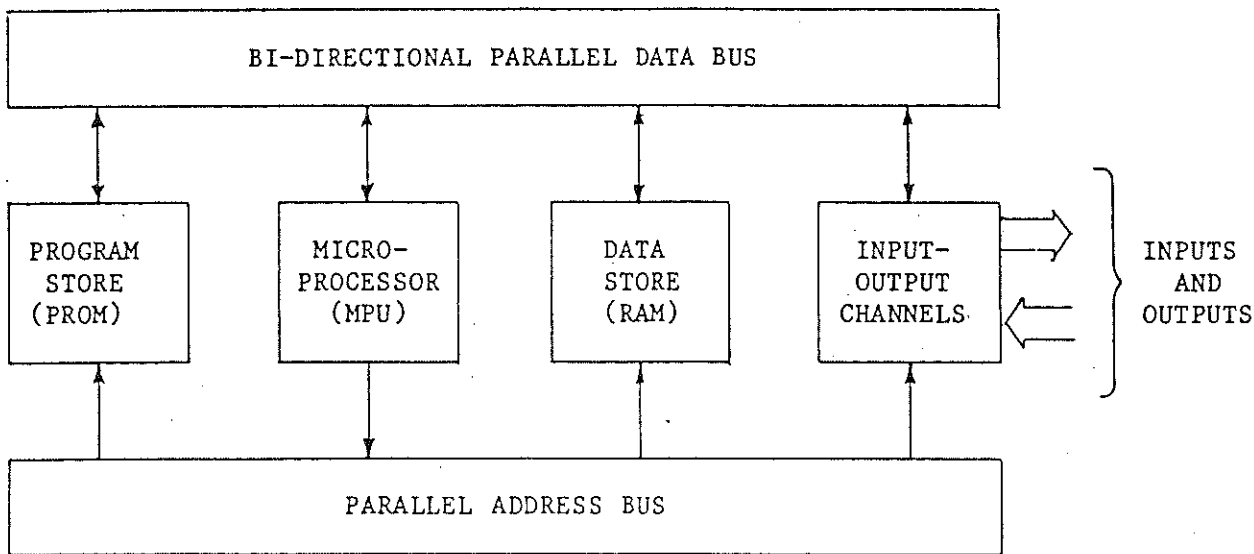 BI-DIRECTIONAL PARALLEL DATA BUS
PROGRAM
STORE
(PROM)
MICRO-
PROCESSOR
(MPU)
DATA
STORE
(RAM)
INPUT-
OUTPUT
CHANNELS
INPUTS
AND
OUTPUTS
PARALLEL ADDRESS BUS